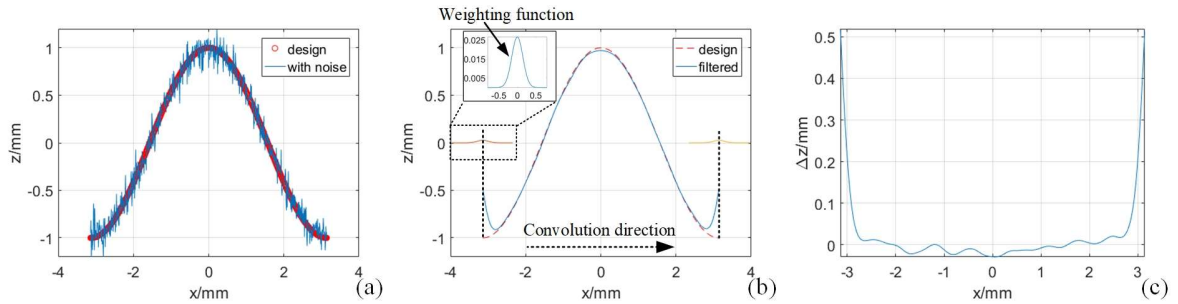 design
with noise
1
0.5
0
-0.5
-1
z/mm
-4
-2
0
2
4
x/mm
(a)
Weighting function
0.025
0.015
0.005
-0.5
0
0.5
design
filtered
1
0.5
0
-0.5
-1
z/mm
Convolution direction
-4
-2
0
2
4
x/mm
(b)
0.5
0.4
0.3
0.2
0.1
0
Δz/mm
-3
-2
-1
0
1
2
3
x/mm
(c)